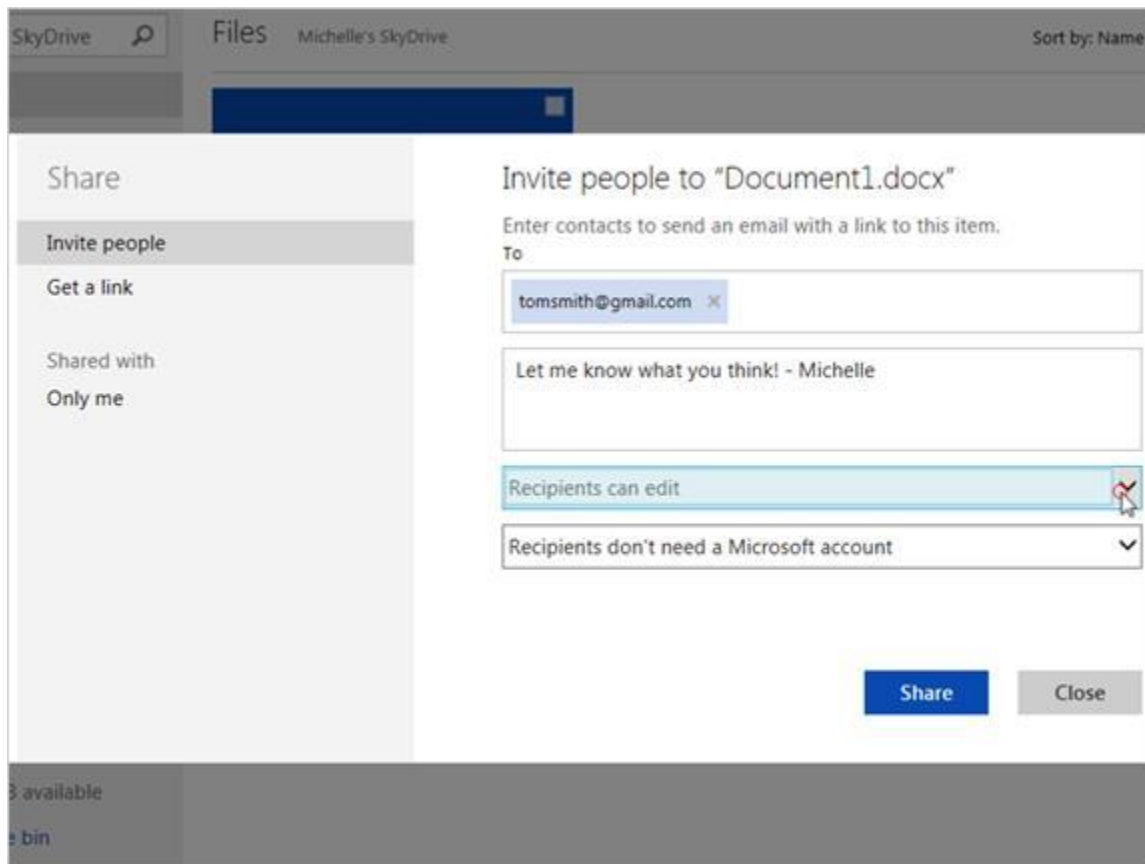 SkyDrive
Files Michelle's SkyDrive
Sort by: Name
Share
Invite people
Get a link
Shared with
Only me
Invite people to “Document1.docx”
Enter contacts to send an email with a link to this item.
To
tomsmith@gmail.com ×
Let me know what you think! - Michelle
Recipients can edit
Recipients don't need a Microsoft account
Share
Close
available
bin